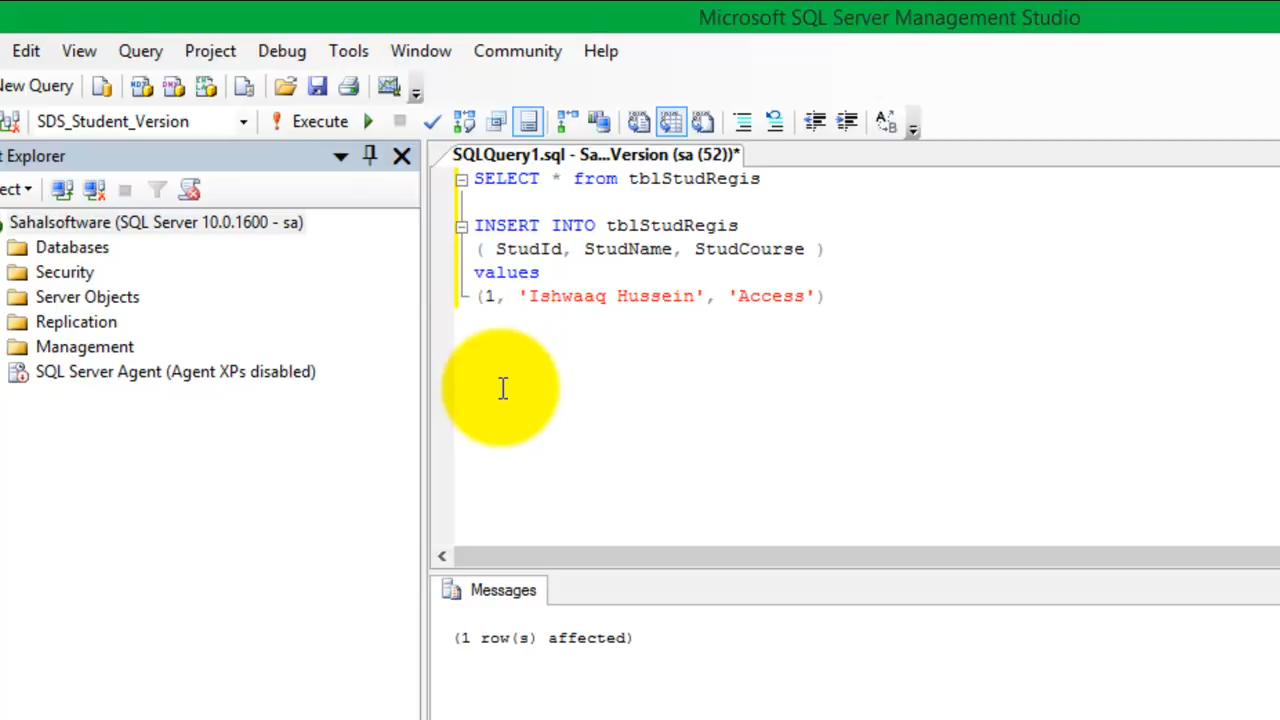 Microsoft SQL Server Management Studio
Edit View Query Project Debug Tools Window Community Help
New Query
SDS_Student_Version Execute
t Explorer
ect
Sahalsoftware (SQL Server 10.0.1600 - sa)
Databases
Security
Server Objects
Replication
Management
SQL Server Agent (Agent XPs disabled)
SQLQuery1.sql - Sa...Version (sa (52))*
SELECT * from tblStudRegis
INSERT INTO tblStudRegis
( StudId, StudName, StudCourse )
values
(1, 'Ishwaaq Hussein', 'Access')
Messages
(1 row(s) affected)